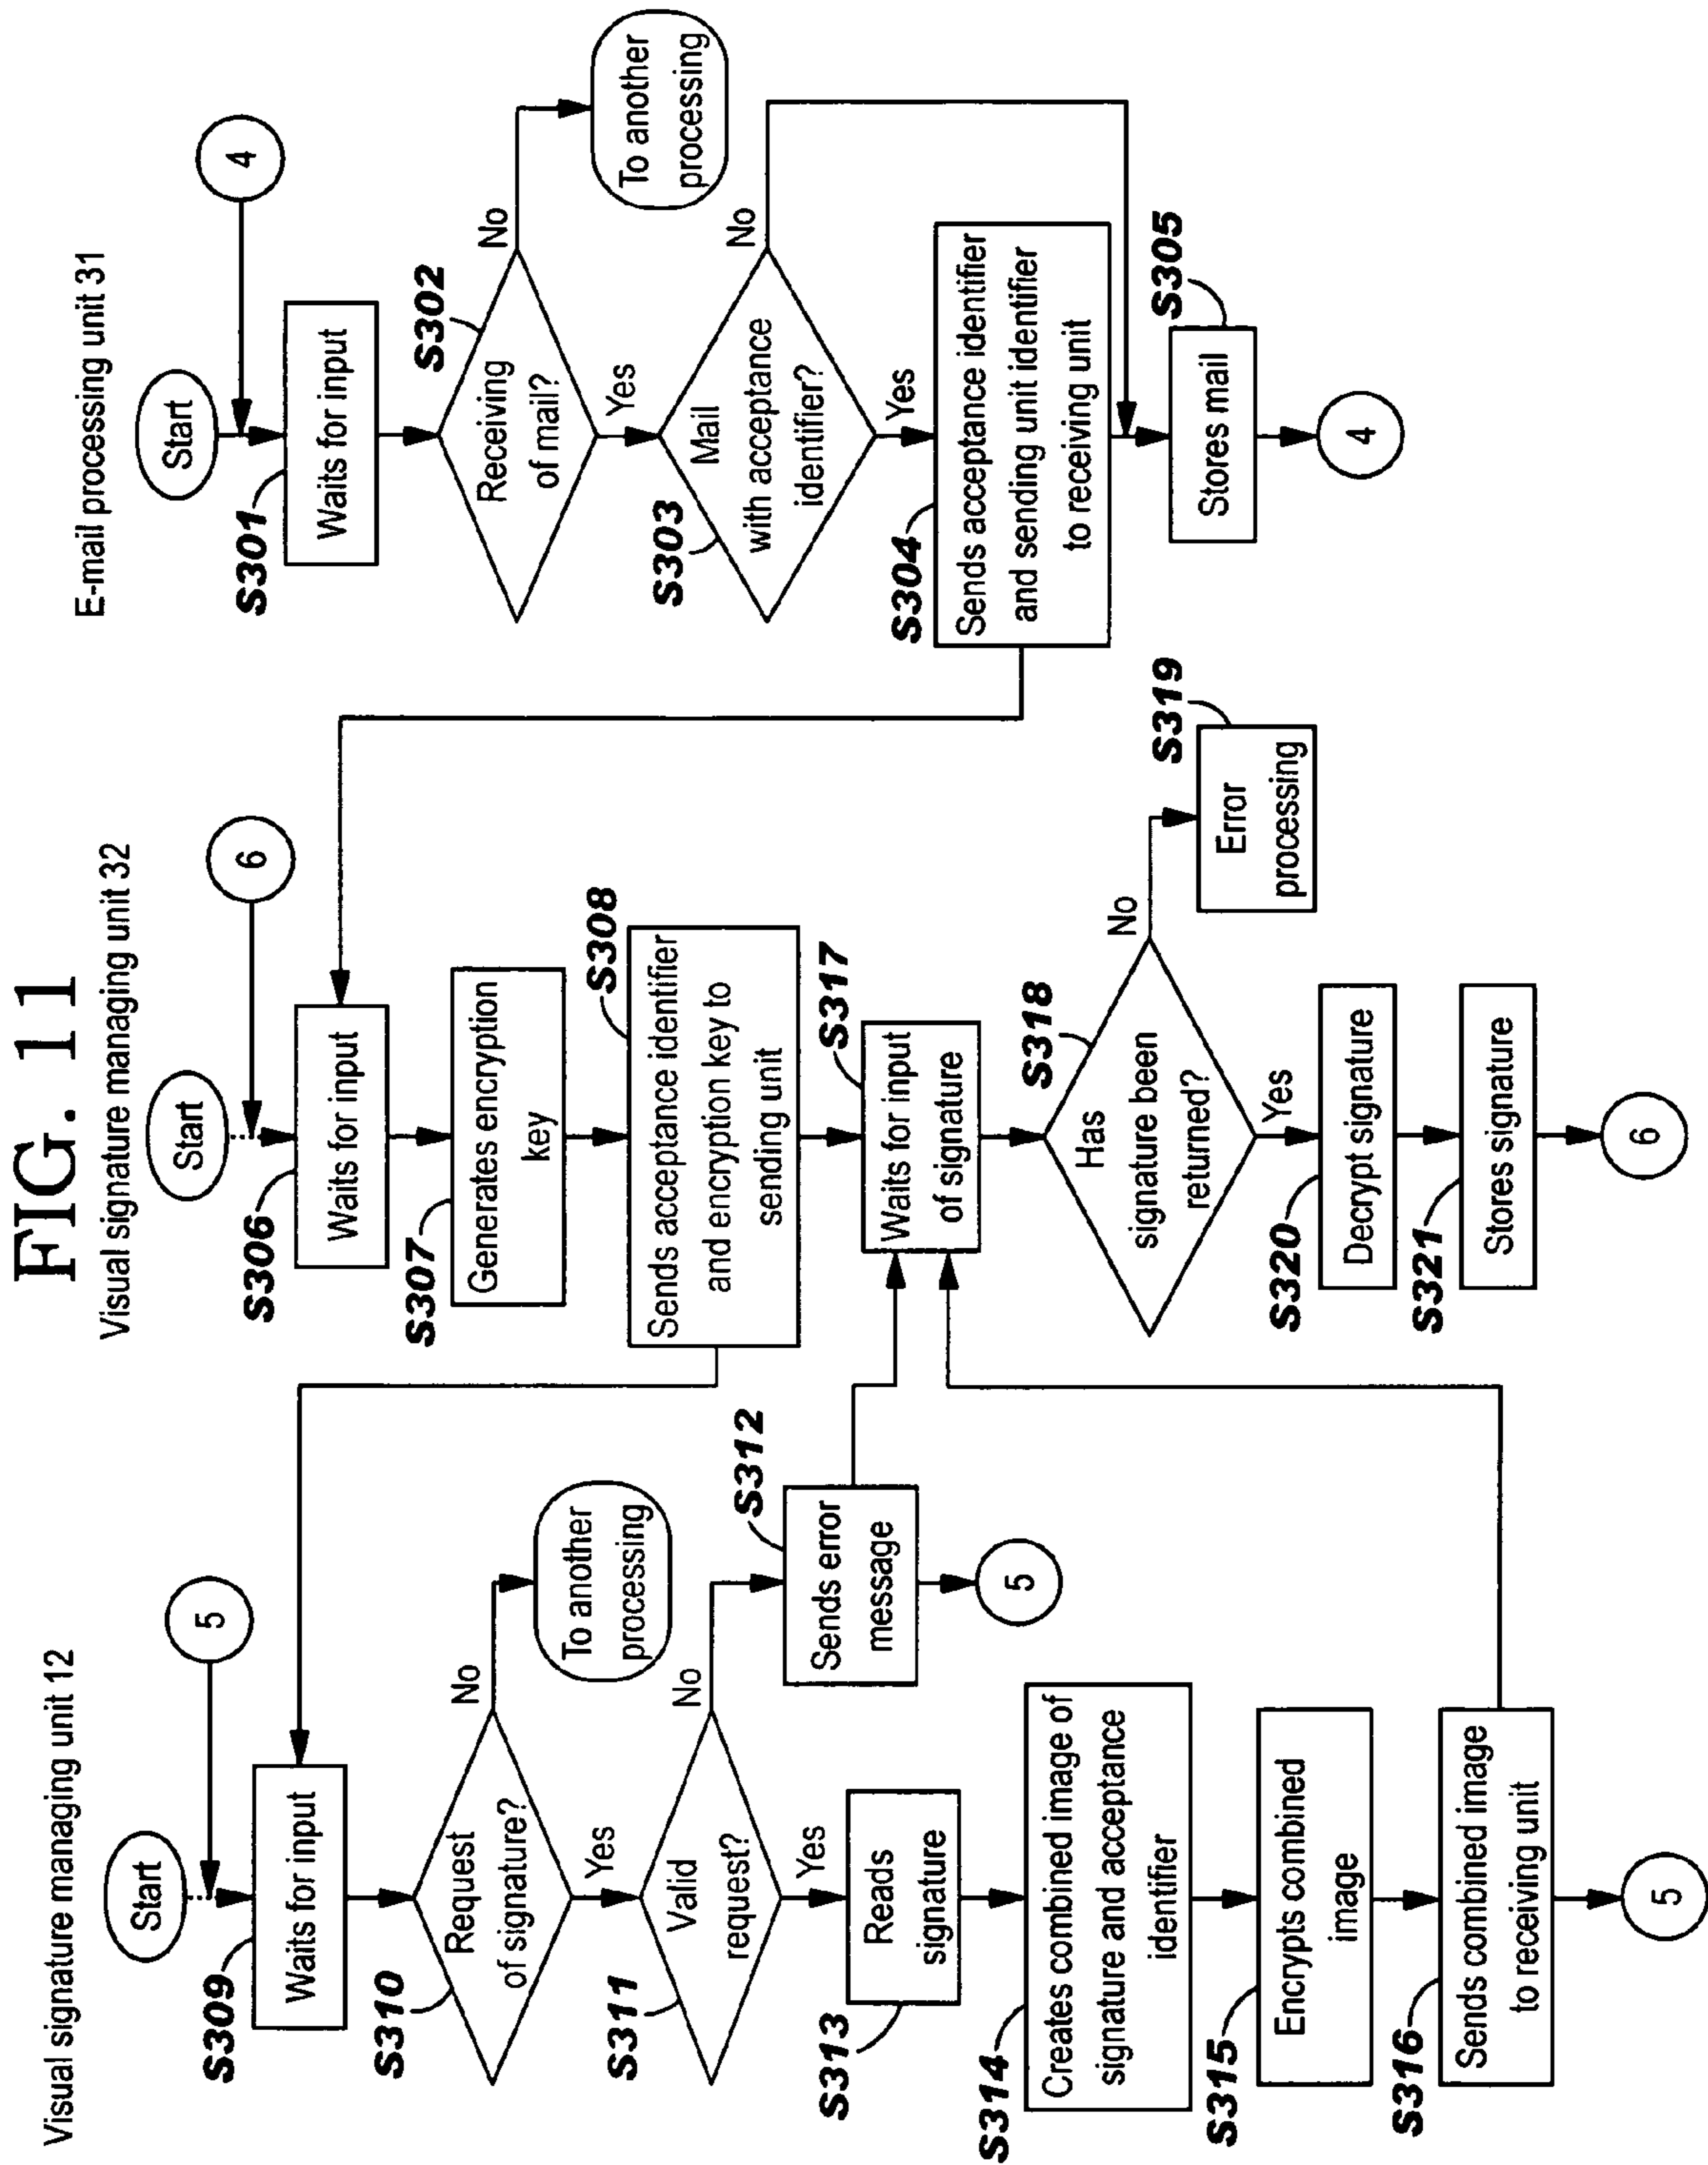 FIG. 11
Visual signature managing unit 12
Start
5
S309
Waits for input
S310
Request
of signature?
No
To another
processing
Yes
S311
Valid
request?
No
S312
Sends error
message
5
Yes
S313
Reads
signature
S314
Creates combined image of
signature and acceptance
identifier
S315
Encrypts combined
image
S316
Sends combined image
to receiving unit
5
Visual signature managing unit 32
Start
6
S306
Waits for input
S307
Generates encryption
key
S308
Sends acceptance identifier
and encryption key to
sending unit
S317
Waits for input
of signature
S318
Has
signature been
returned?
No
S319
Error
processing
Yes
S320
Decrypt signature
S321
Stores signature
6
E-mail processing unit 31
Start
4
S301
Waits for input
S302
Receiving
of mail?
No
To another
processing
Yes
S303
Mail
with acceptance
identifier?
No
Yes
S304
Sends acceptance identifier
and sending unit identifier
to receiving unit
S305
Stores mail
4